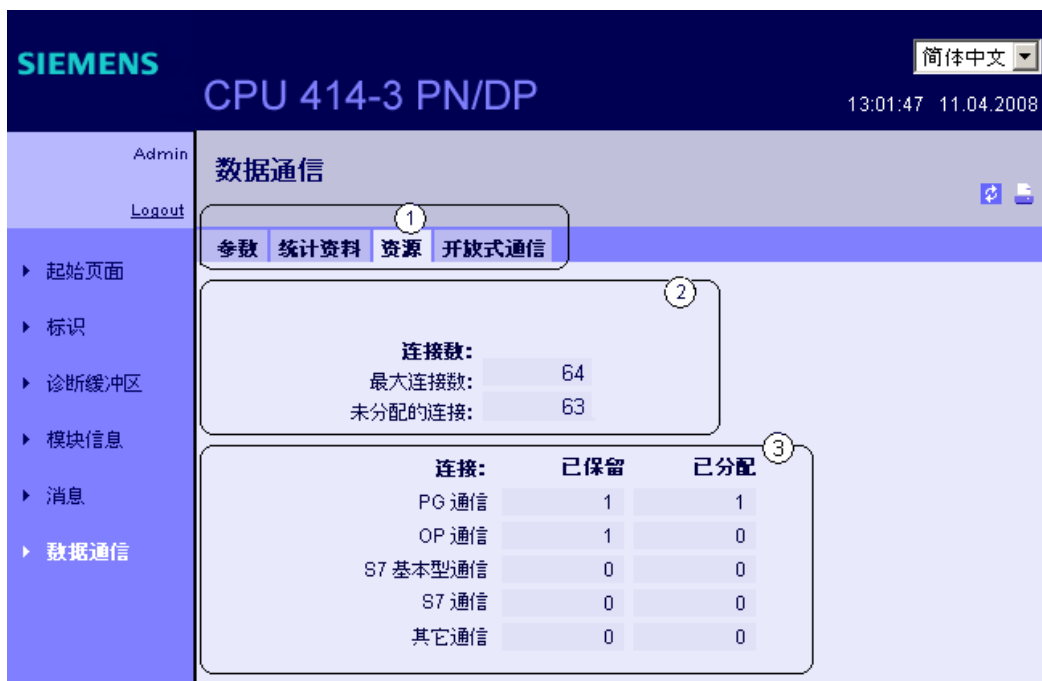 SIEMENS
简体中文
CPU 414-3 PN/DP
13:01:47 11.04.2008
Admin
数据通信
Logout
1
参数 统计资料 资源 开放式通信
起始页面
2
标识
连接数:
最大连接数: 64
诊断缓冲区
未分配的连接: 63
模块信息
3
连接: 已保留 已分配
消息
PG 通信 1 1
OP 通信 1 0
数据通信
S7 基本型通信 0 0
S7 通信 0 0
其它通信 0 0